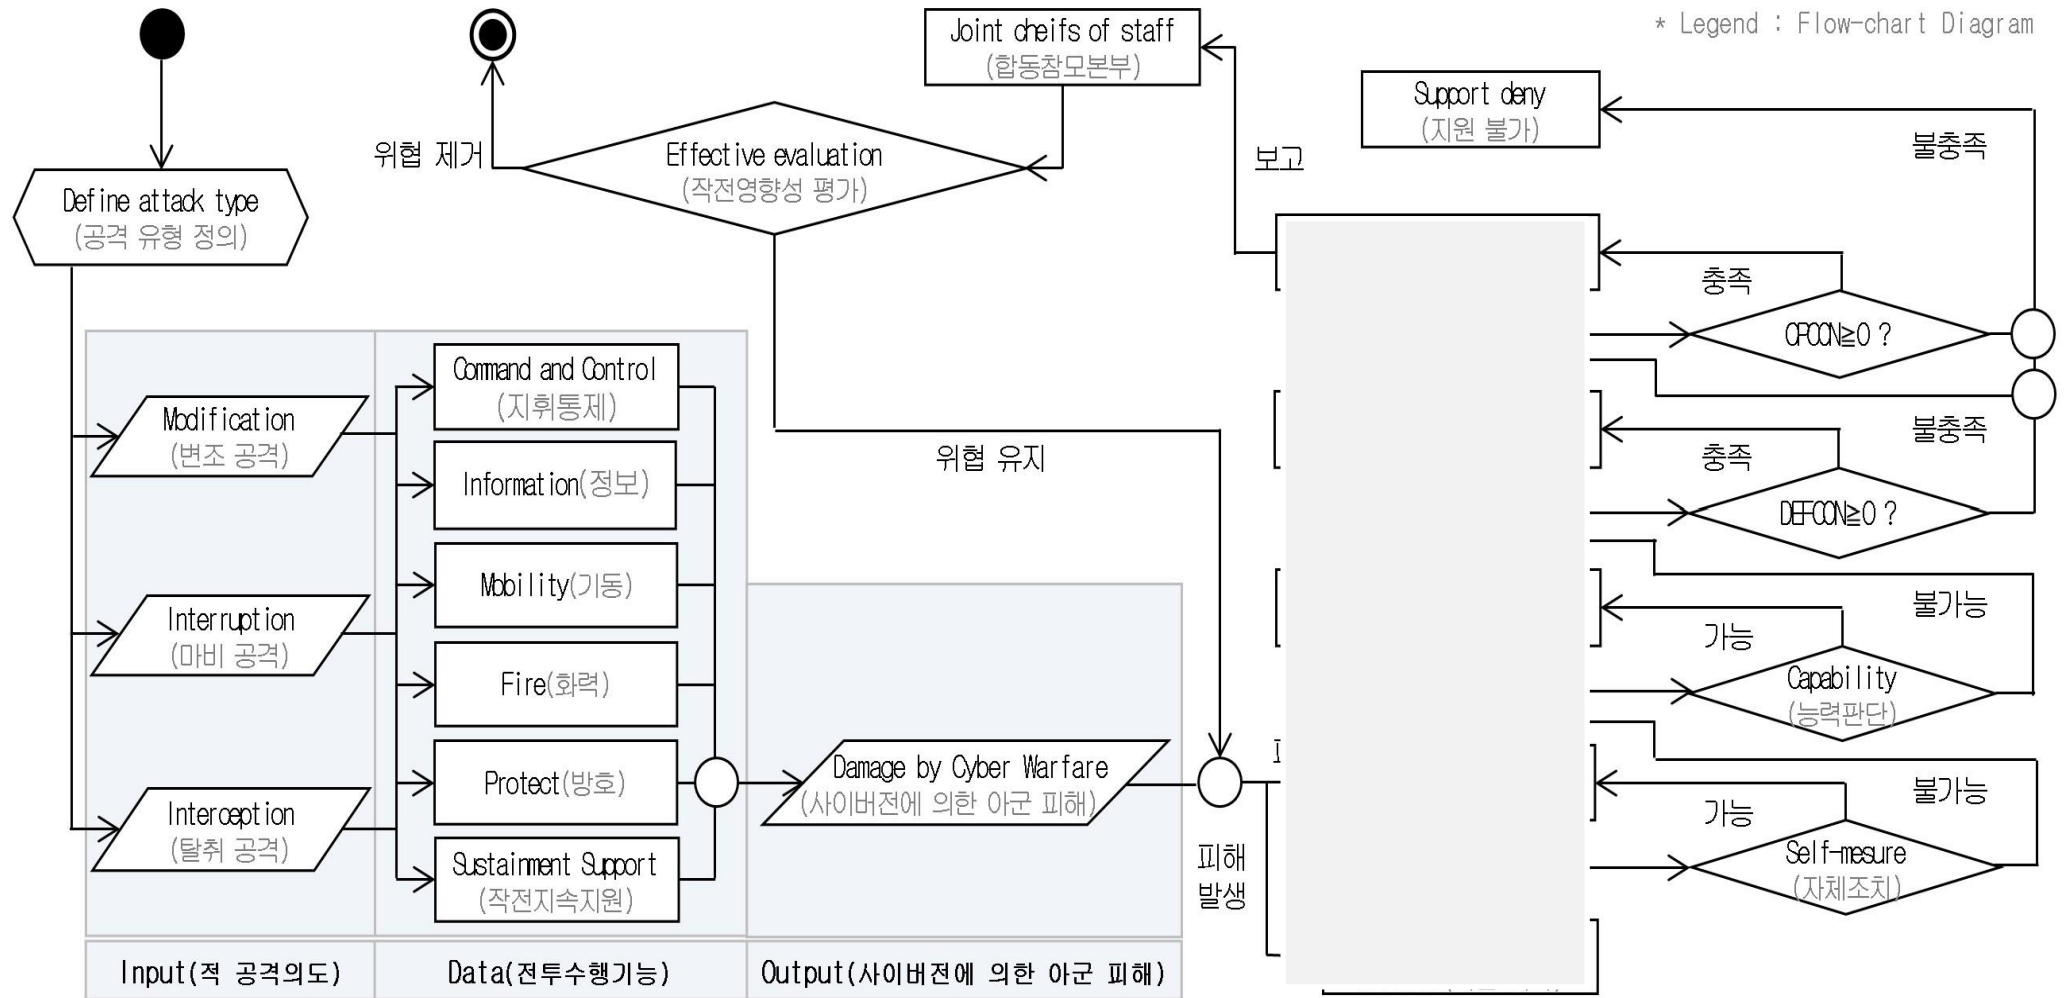 * Legend : Flow-chart Diagram
Joint cheifs of staff
(합동참모본부)
Support deny
(지원 불가)
불충족
위협 제거
Effective evaluation
(작전영향성 평가)
보고
Define attack type
(공격 유형 정의)
충족
OPCON≧0 ?
Command and Control
(지휘통제)
Modification
(변조 공격)
불충족
위협 유지
충족
Information(정보)
DEFCON≧0 ?
Mobility(기동)
불가능
Interruption
(마비 공격)
가능
Fire(화력)
Capability
(능력판단)
Protect(방호)
Damage by Cyber Warfare
(사이버전에 의한 아군 피해)
불가능
가능
Interception
(탈취 공격)
Sustainment Support
(작전지속지원)
피해
발생
Self-mesure
(자체조치)
Input(적 공격의도)
Data(전투수행기능)
Output(사이버전에 의한 아군 피해)